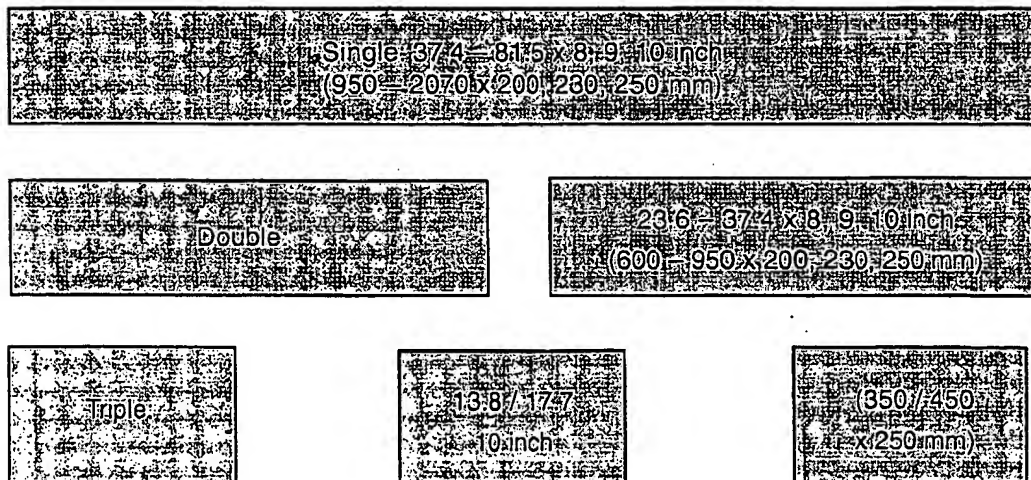 Single 37.4 – 81.5 x 8, 9, 10 inch
(950 – 2070 x 200, 230, 250 mm)
Double
23.6 – 37.4 x 8, 9, 10 inch
(600 – 950 x 200, 230, 250 mm)
Triple
13.8 / 17.7
10 inch
(350 / 450
x 250 mm)